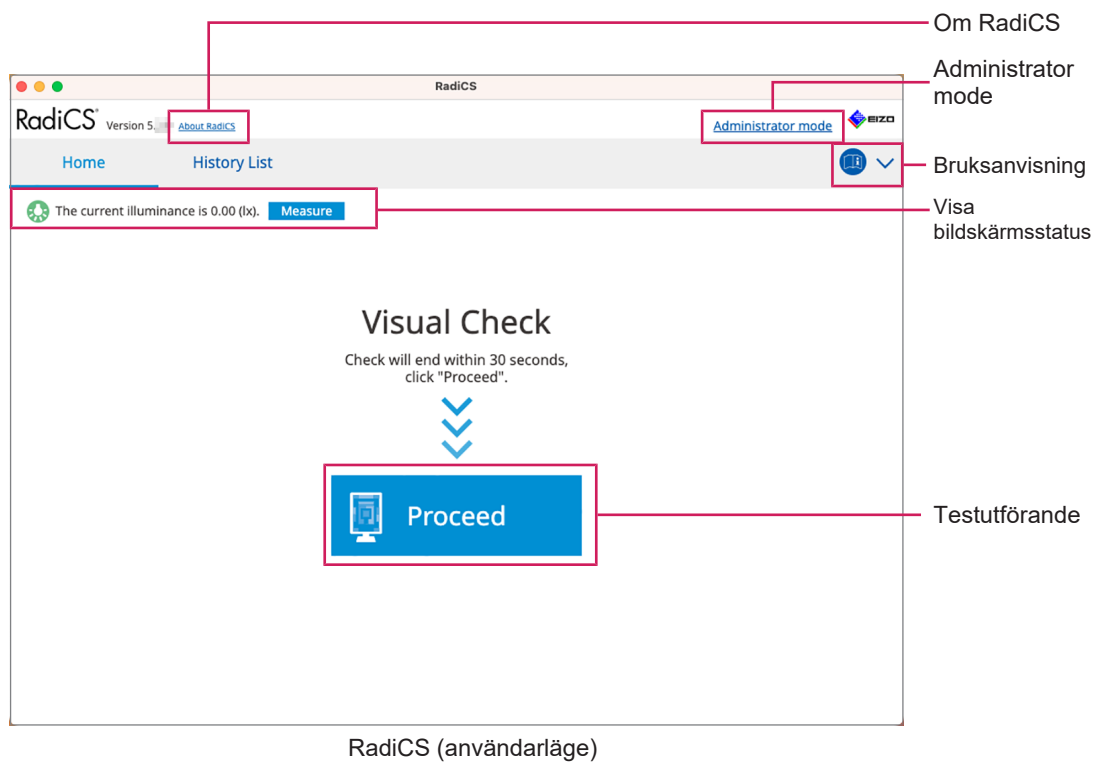 Om RadiCS
Administrator
mode
RadiCS
RadiCS® Version 5. About RadiCS
Administrator mode EIZO
Home History List
Bruksanvisning
The current illuminance is 0.00 (lx). Measure
Visa
bildskärmsstatus
Visual Check
Check will end within 30 seconds,
click "Proceed".
Proceed
Testutförande
RadiCS (användarläge)